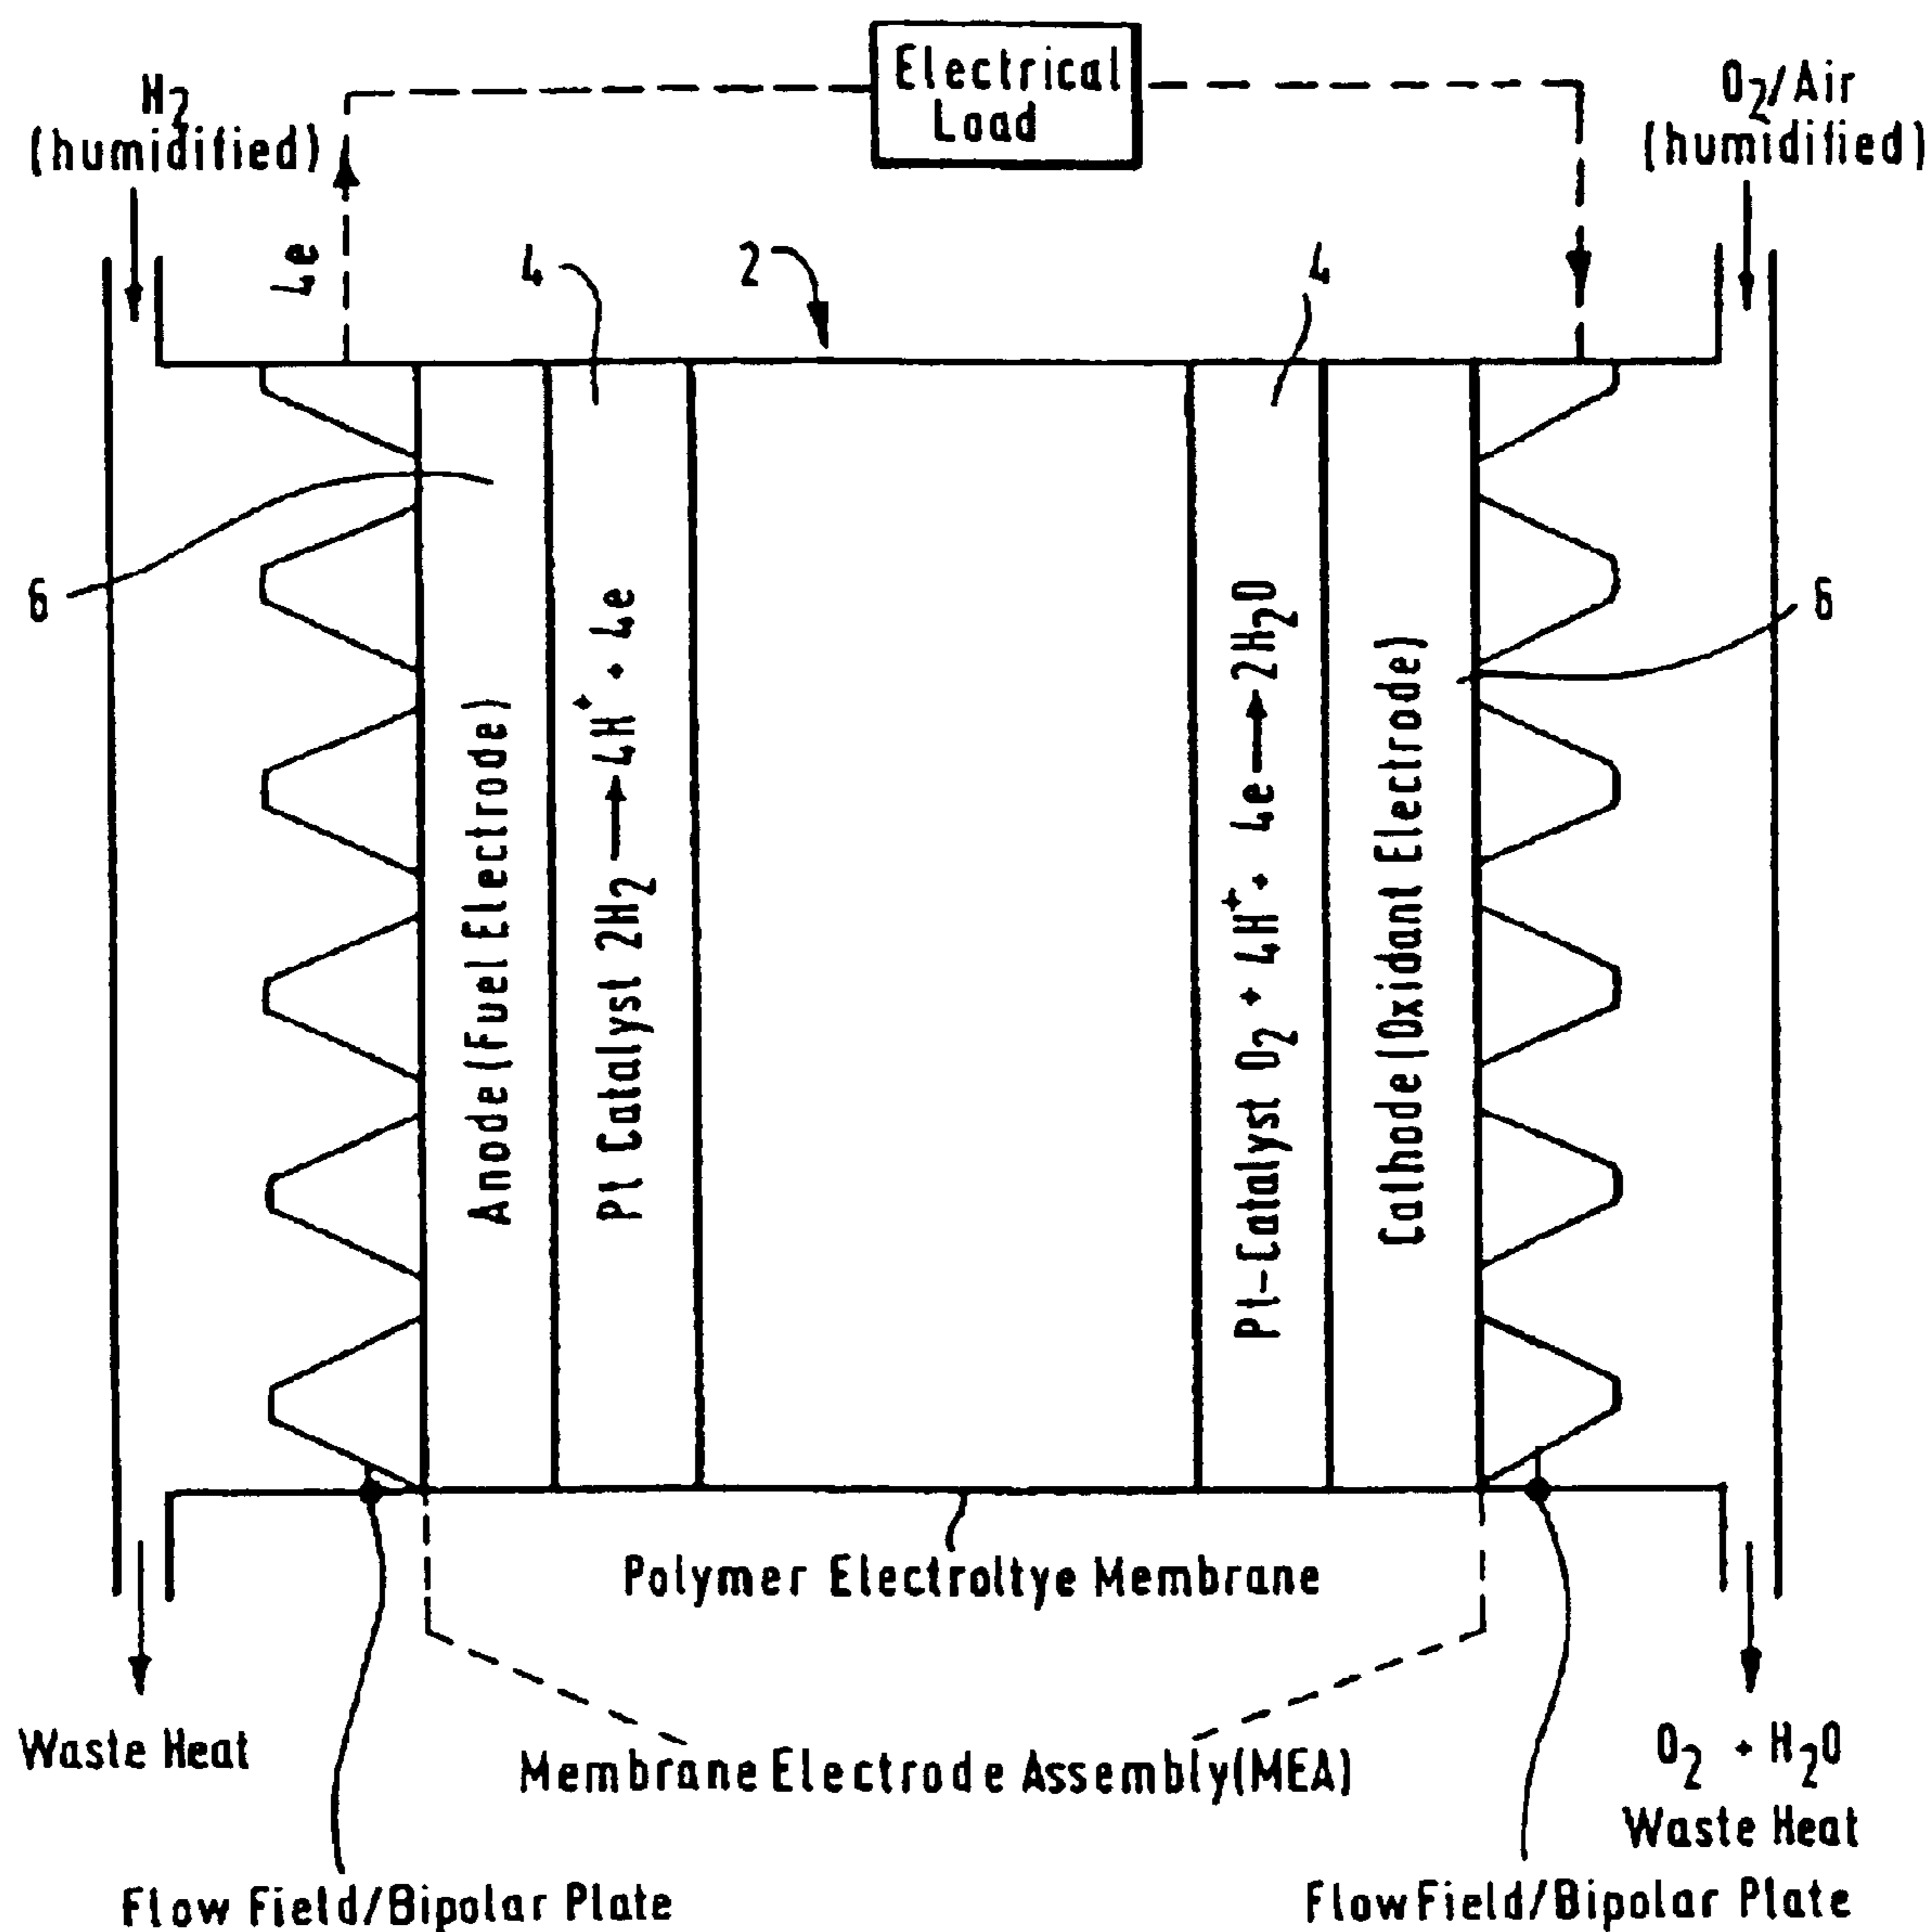 Electrical
Load
H2
(humidified)
O2/Air
(humidified)
4e
4
2
4
6
6
Anode (Fuel Electrode)
Pt Catalyst 2H2 → 4H+ + 4e
Pt-Catalyst O2 + 4H+ + 4e → 2H2O
Cathode (Oxidant Electrode)
Polymer Electroltye Membrane
Waste Heat
Membrane Electrode Assembly (MEA)
O2 + H2O
Waste Heat
Flow Field/Bipolar Plate
Flow Field/Bipolar Plate